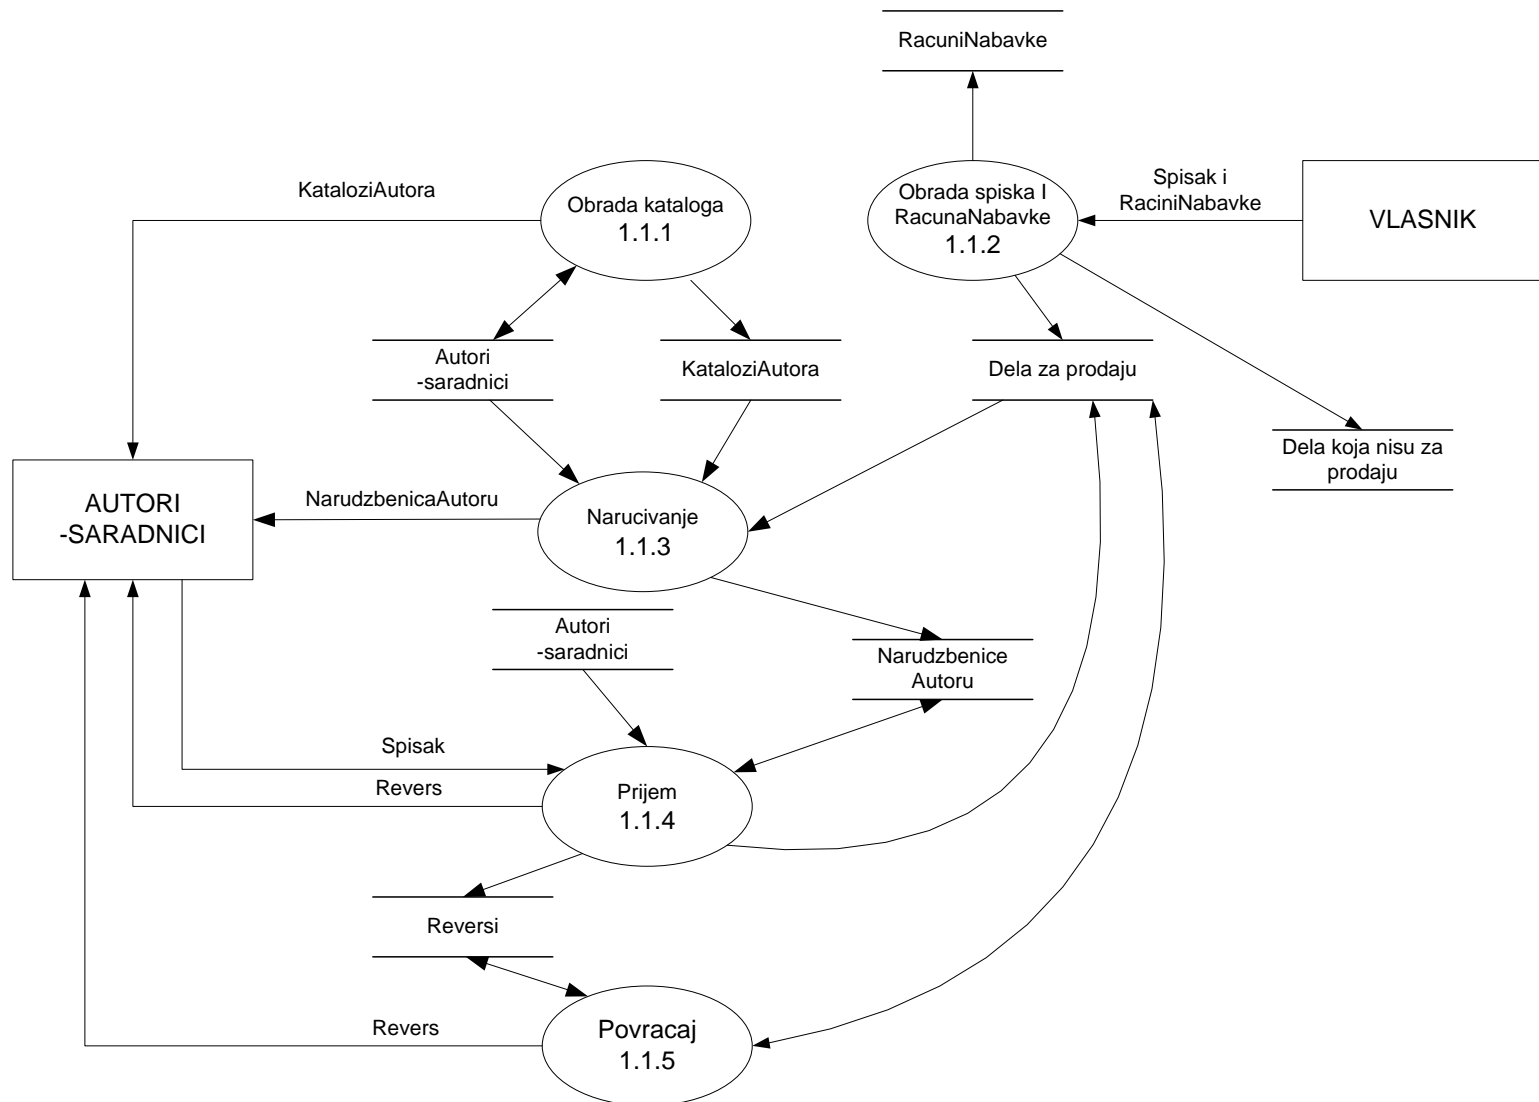 RacuniNabavke
KataloziAutora
Obrada kataloga
1.1.1
Obrada spiska I
RacunaNabavke
1.1.2
Spisak i
RaciniNabavke
VLASNIK
Autori
-saradnici
KataloziAutora
Dela za prodaju
Dela koja nisu za
prodaju
AUTORI
-SARADNICI
NarudzbenicaAutoru
Narucivanje
1.1.3
Autori
-saradnici
Narudzbenice
Autoru
Spisak
Revers
Prijem
1.1.4
Reversi
Revers
Povracaj
1.1.5